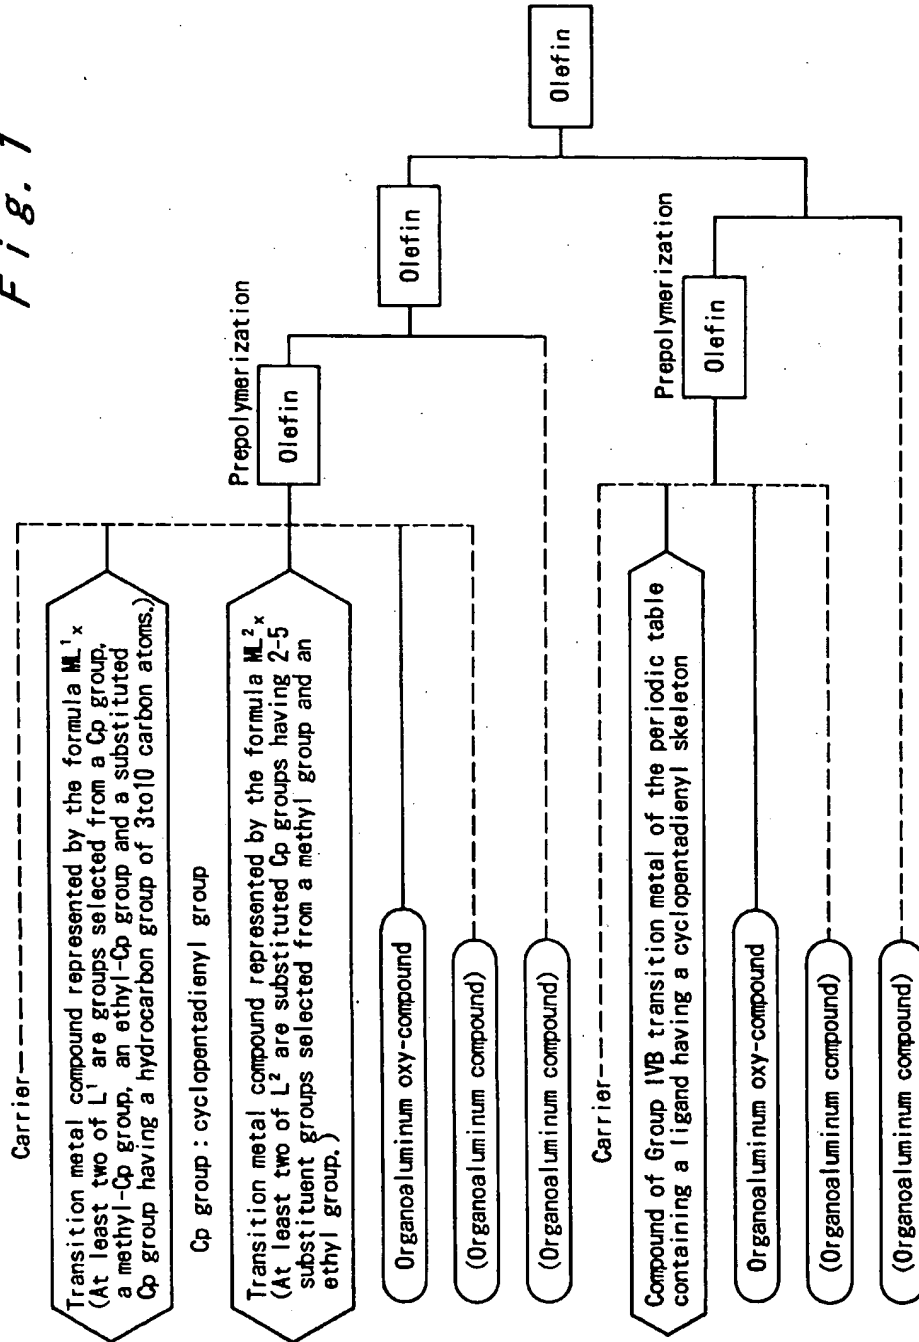 Fig. 1
Carrier
Transition metal compound represented by the formula ML¹x
(At least two of L¹ are groups selected from a Cp group,
a methyl-Cp group, an ethyl-Cp group and a substituted
Cp group having a hydrocarbon group of 3to10 carbon atoms.)
Cp group : cyclopentadienyl group
Transition metal compound represented by the formula ML²x
(At least two of L² are substituted Cp groups having 2-5
substituent groups selected from a methyl group and an
ethyl group.)
Organoaluminum oxy-compound
(Organoaluminum compound)
(Organoaluminum compound)
Prepolymerization
Olefin
Olefin
Olefin
Carrier
Compound of Group IVB transition metal of the periodic table
containing a ligand having a cyclopentadienyl skeleton
Organoaluminum oxy-compound
(Organoaluminum compound)
(Organoaluminum compound)
Prepolymerization
Olefin